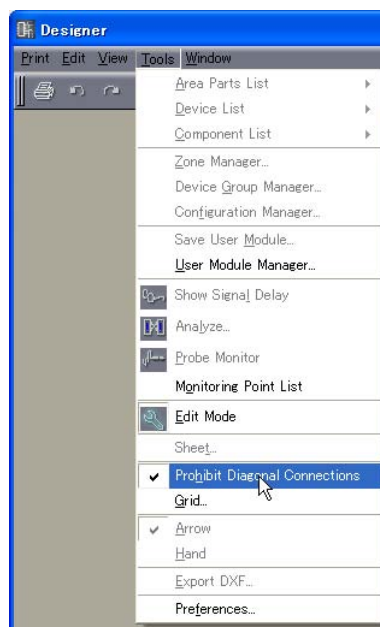 Designer
Print Edit View Tools Window
Area Parts List
Device List
Component List
Zone Manager...
Device Group Manager...
Configuration Manager...
Save User Module...
User Module Manager...
Show Signal Delay
Analyze...
Probe Monitor
Monitoring Point List
Edit Mode
Sheet...
Prohibit Diagonal Connections
Grid...
Arrow
Hand
Export DXF...
Preferences...